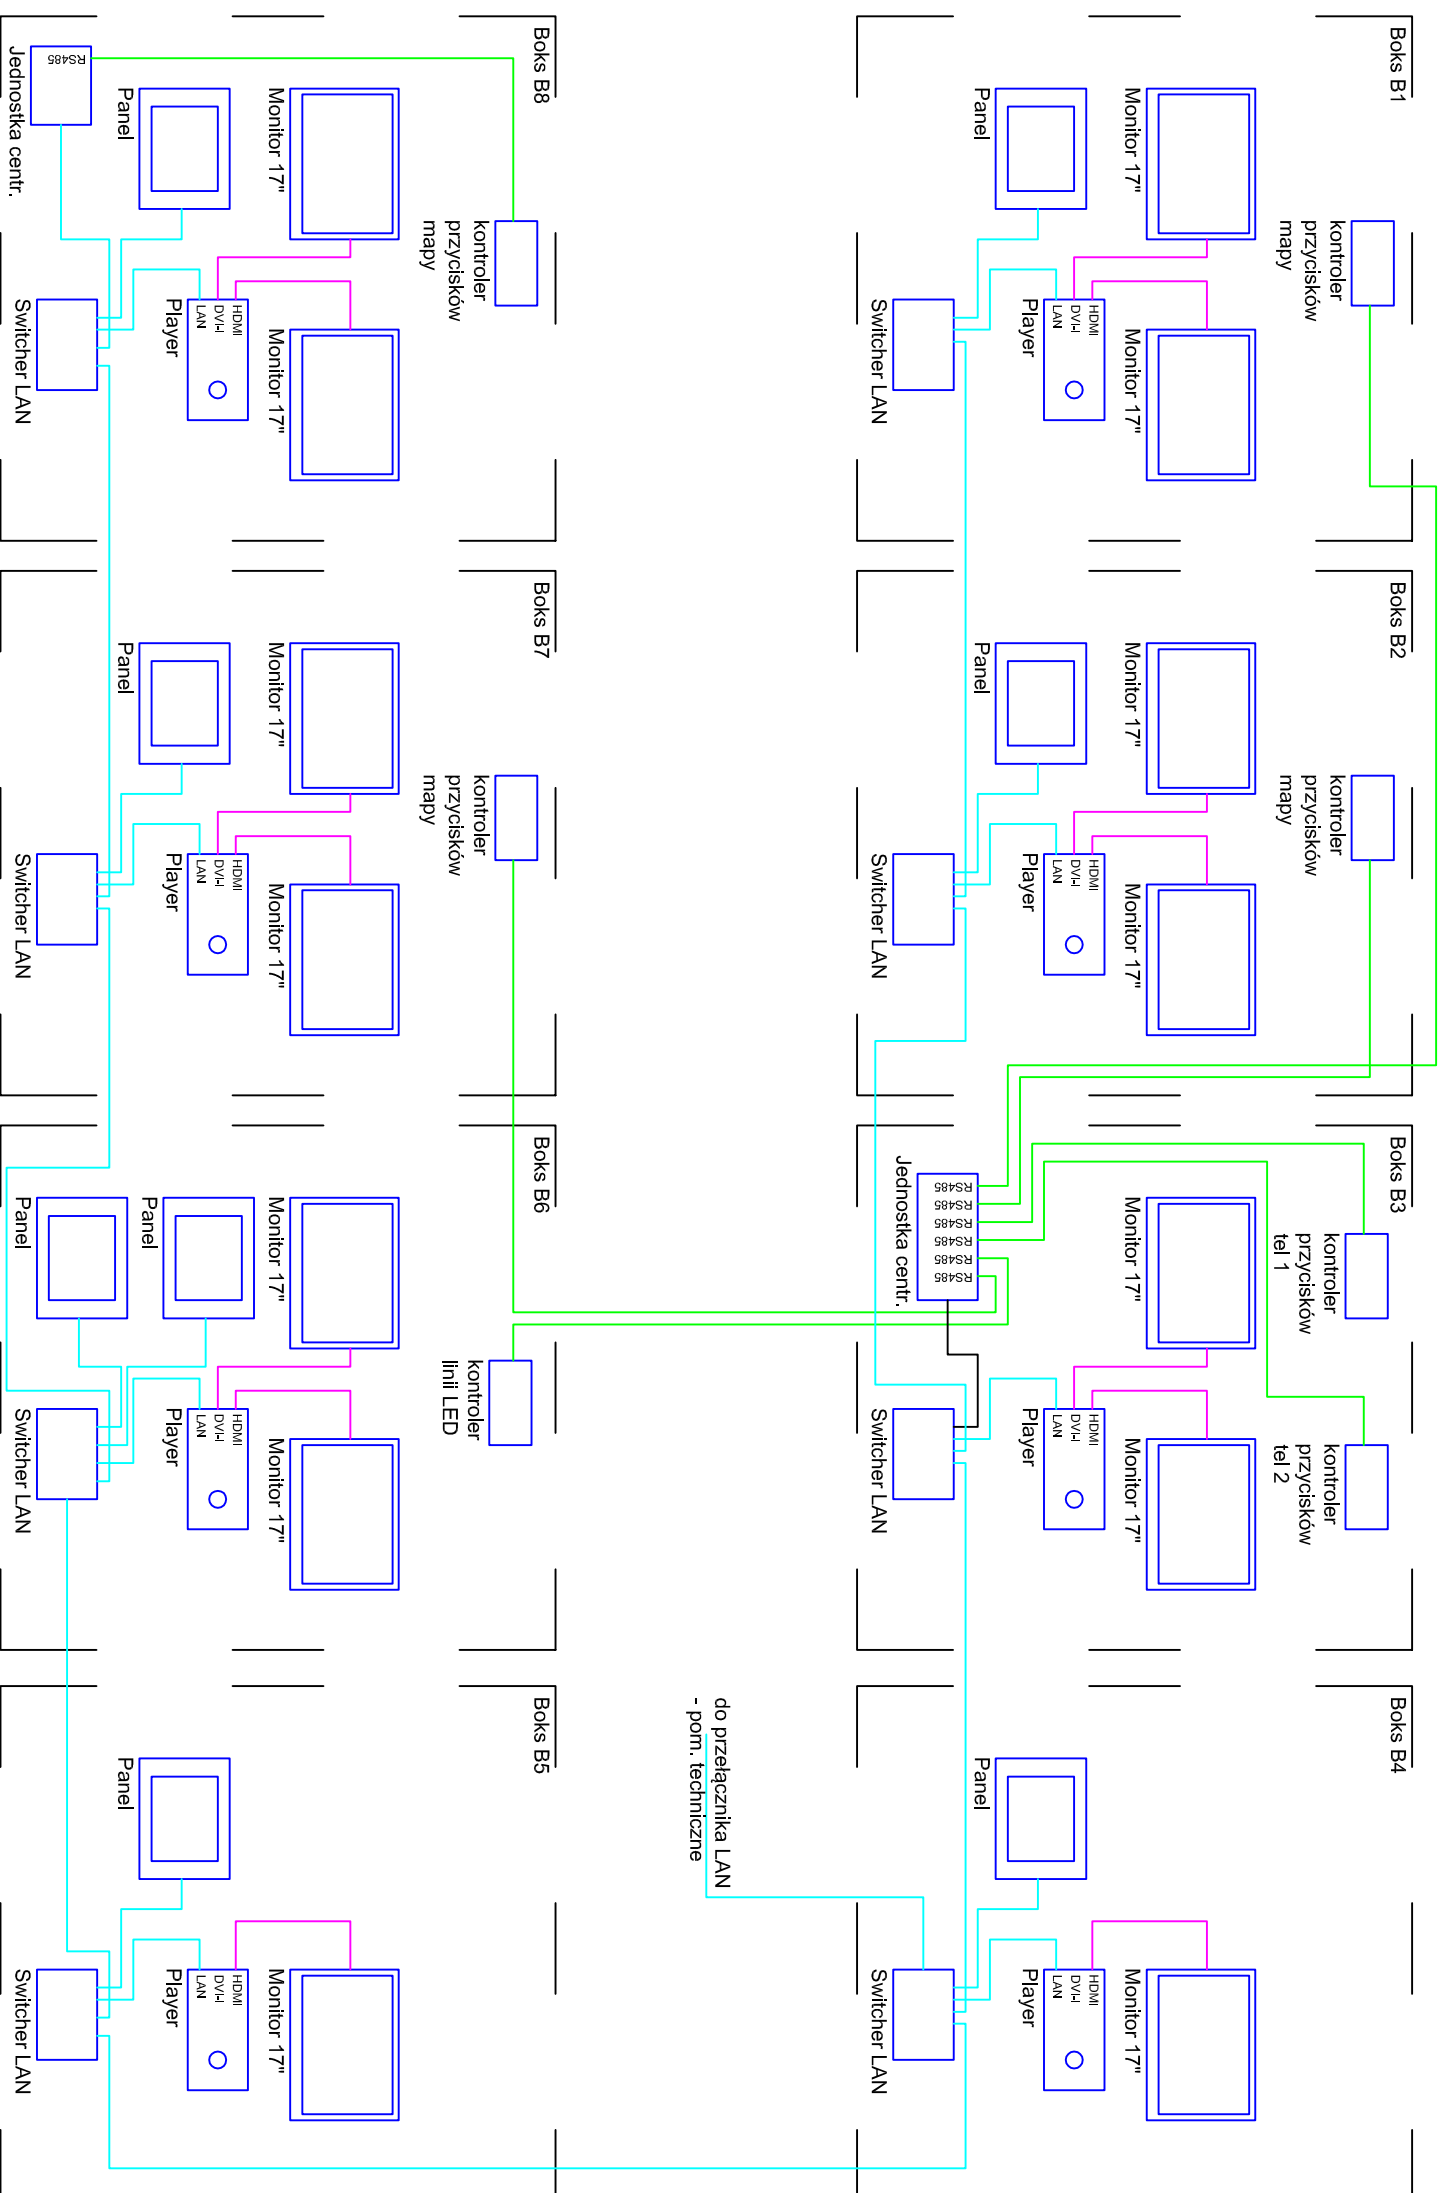 Boks B1
kontroler
przycisków
mapy
Monitor 17"
Monitor 17"
Panel
HDMI
DVI-I
LAN
Player
Switcher LAN
Boks B2
kontroler
przycisków
mapy
Monitor 17"
Monitor 17"
Panel
HDMI
DVI-I
LAN
Player
Switcher LAN
Boks B3
kontroler
przycisków
tel 1
kontroler
przycisków
tel 2
Monitor 17"
Monitor 17"
RS485
RS485
RS485
RS485
RS485
RS485
Jednostka centr.
HDMI
DVI-I
LAN
Player
Switcher LAN
Boks B4
Monitor 17"
Panel
HDMI
DVI-I
LAN
Player
Switcher LAN
do przełącznika LAN
- pom. techniczne
Boks B8
kontroler
przycisków
mapy
Monitor 17"
Monitor 17"
Panel
RS485
Jednostka centr.
HDMI
DVI-I
LAN
Player
Switcher LAN
Boks B7
kontroler
przycisków
mapy
Monitor 17"
Monitor 17"
Panel
HDMI
DVI-I
LAN
Player
Switcher LAN
Boks B6
kontroler
linii LED
Monitor 17"
Monitor 17"
Panel
Panel
HDMI
DVI-I
LAN
Player
Switcher LAN
Boks B5
Monitor 17"
Panel
HDMI
DVI-I
LAN
Player
Switcher LAN